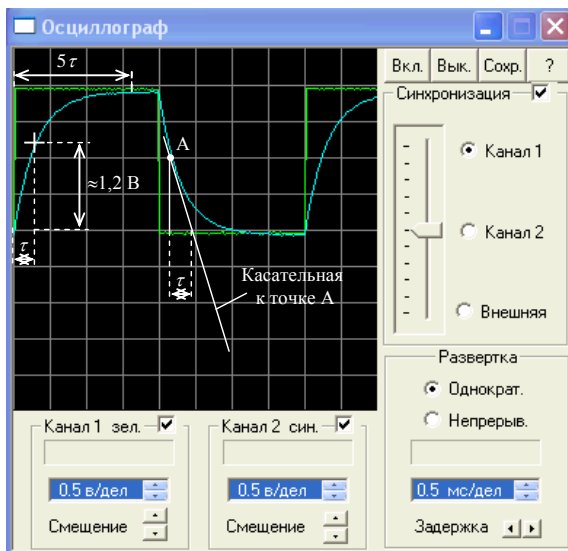 Осциллограф
Вкл. Вык. Сохр. ?
Синхронизация
Канал 1
Канал 2
Внешняя
5τ
A
≈1,2 В
τ
τ
Касательная
к точке А
Развертка
Однократ.
Непрерыв.
0.5 мс/дел
Задержка
Канал 1 зел.
0.5 в/дел
Смещение
Канал 2 син.
0.5 в/дел
Смещение